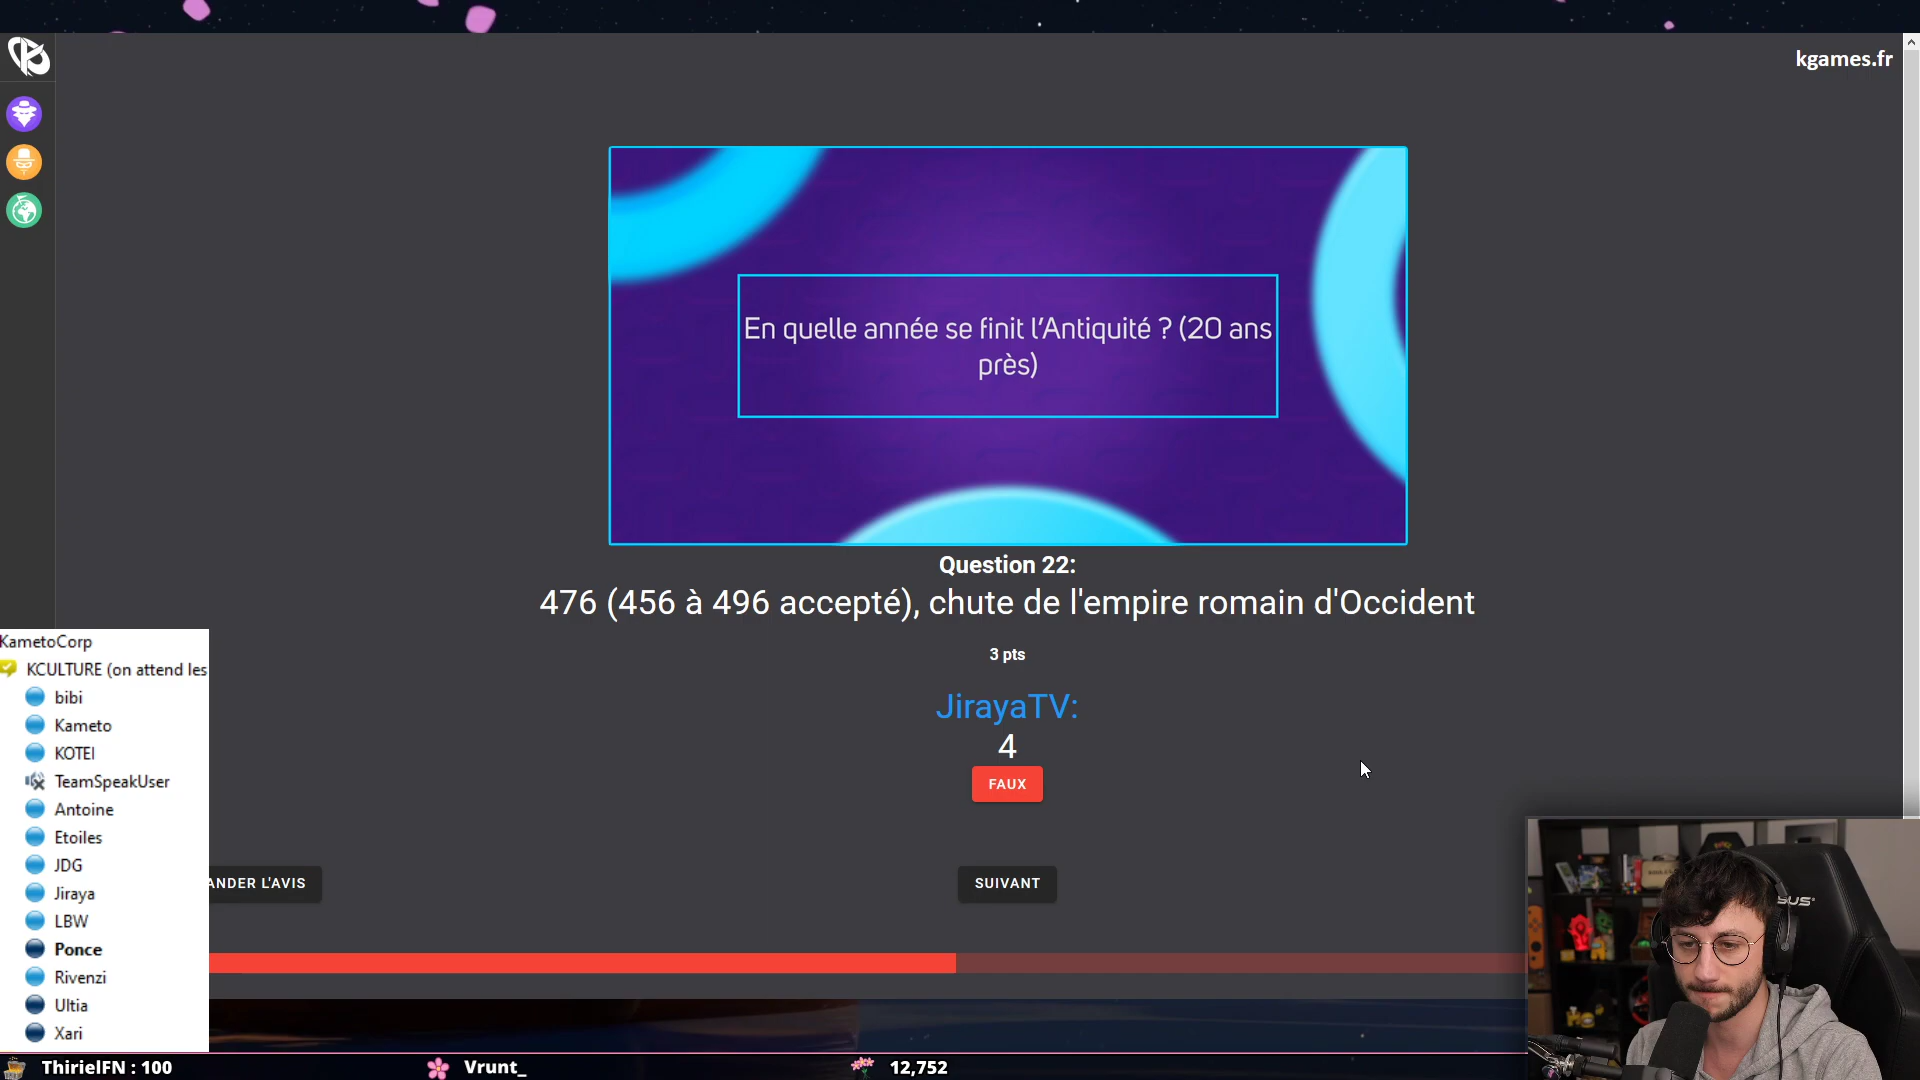 kgames.fr
En quelle année se finit l'Antiquité ? (20 ans
près)
Question 22:
476 (456 à 496 accepté), chute de l'empire romain d'Occident
3 pts
JirayaTV:
4
FAUX
ANDER L'AVIS
SUIVANT
KametoCorp
KCULTURE (on attend les
bibi
Kameto
KOTEI
TeamSpeakUser
Antoine
Etoiles
JDG
Jiraya
LBW
Ponce
Rivenzi
Ultia
Xari
ThirielFN : 100
Vrunt_
12,752